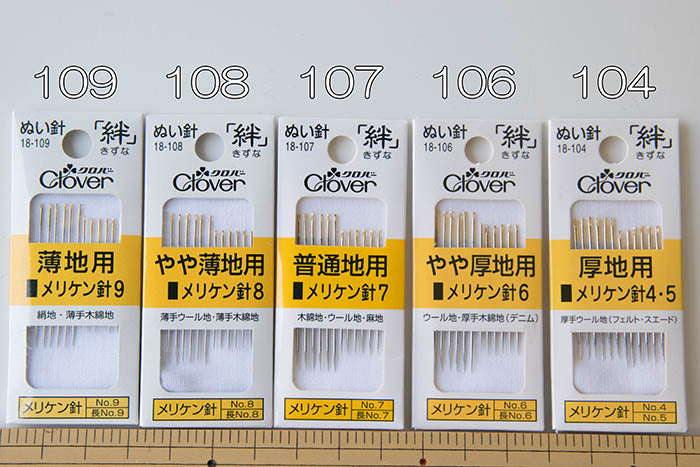 109
108
107
106
104
ぬい針
18-109
「絆」
きずな
クロバー
Clover
薄地用
メリケン針9
絹地・薄手木綿地
メリケン針
No.9
長No.9
ぬい針
18-108
「絆」
きずな
クロバー
Clover
やや薄地用
メリケン針8
薄手ウール地・薄手木綿地
メリケン針
No.8
長No.8
ぬい針
18-107
「絆」
きずな
クロバー
Clover
普通地用
メリケン針7
木綿地・ウール地・麻地
メリケン針
No.7
長No.7
ぬい針
18-106
「絆」
きずな
クロバー
Clover
やや厚地用
メリケン針6
ウール地・厚手木綿地(デニム)
メリケン針
No.6
長No.6
ぬい針
18-104
「絆」
きずな
クロバー
Clover
厚地用
メリケン針4・5
厚手ウール地(フェルト・スエード)
メリケン針
No.4
No.5